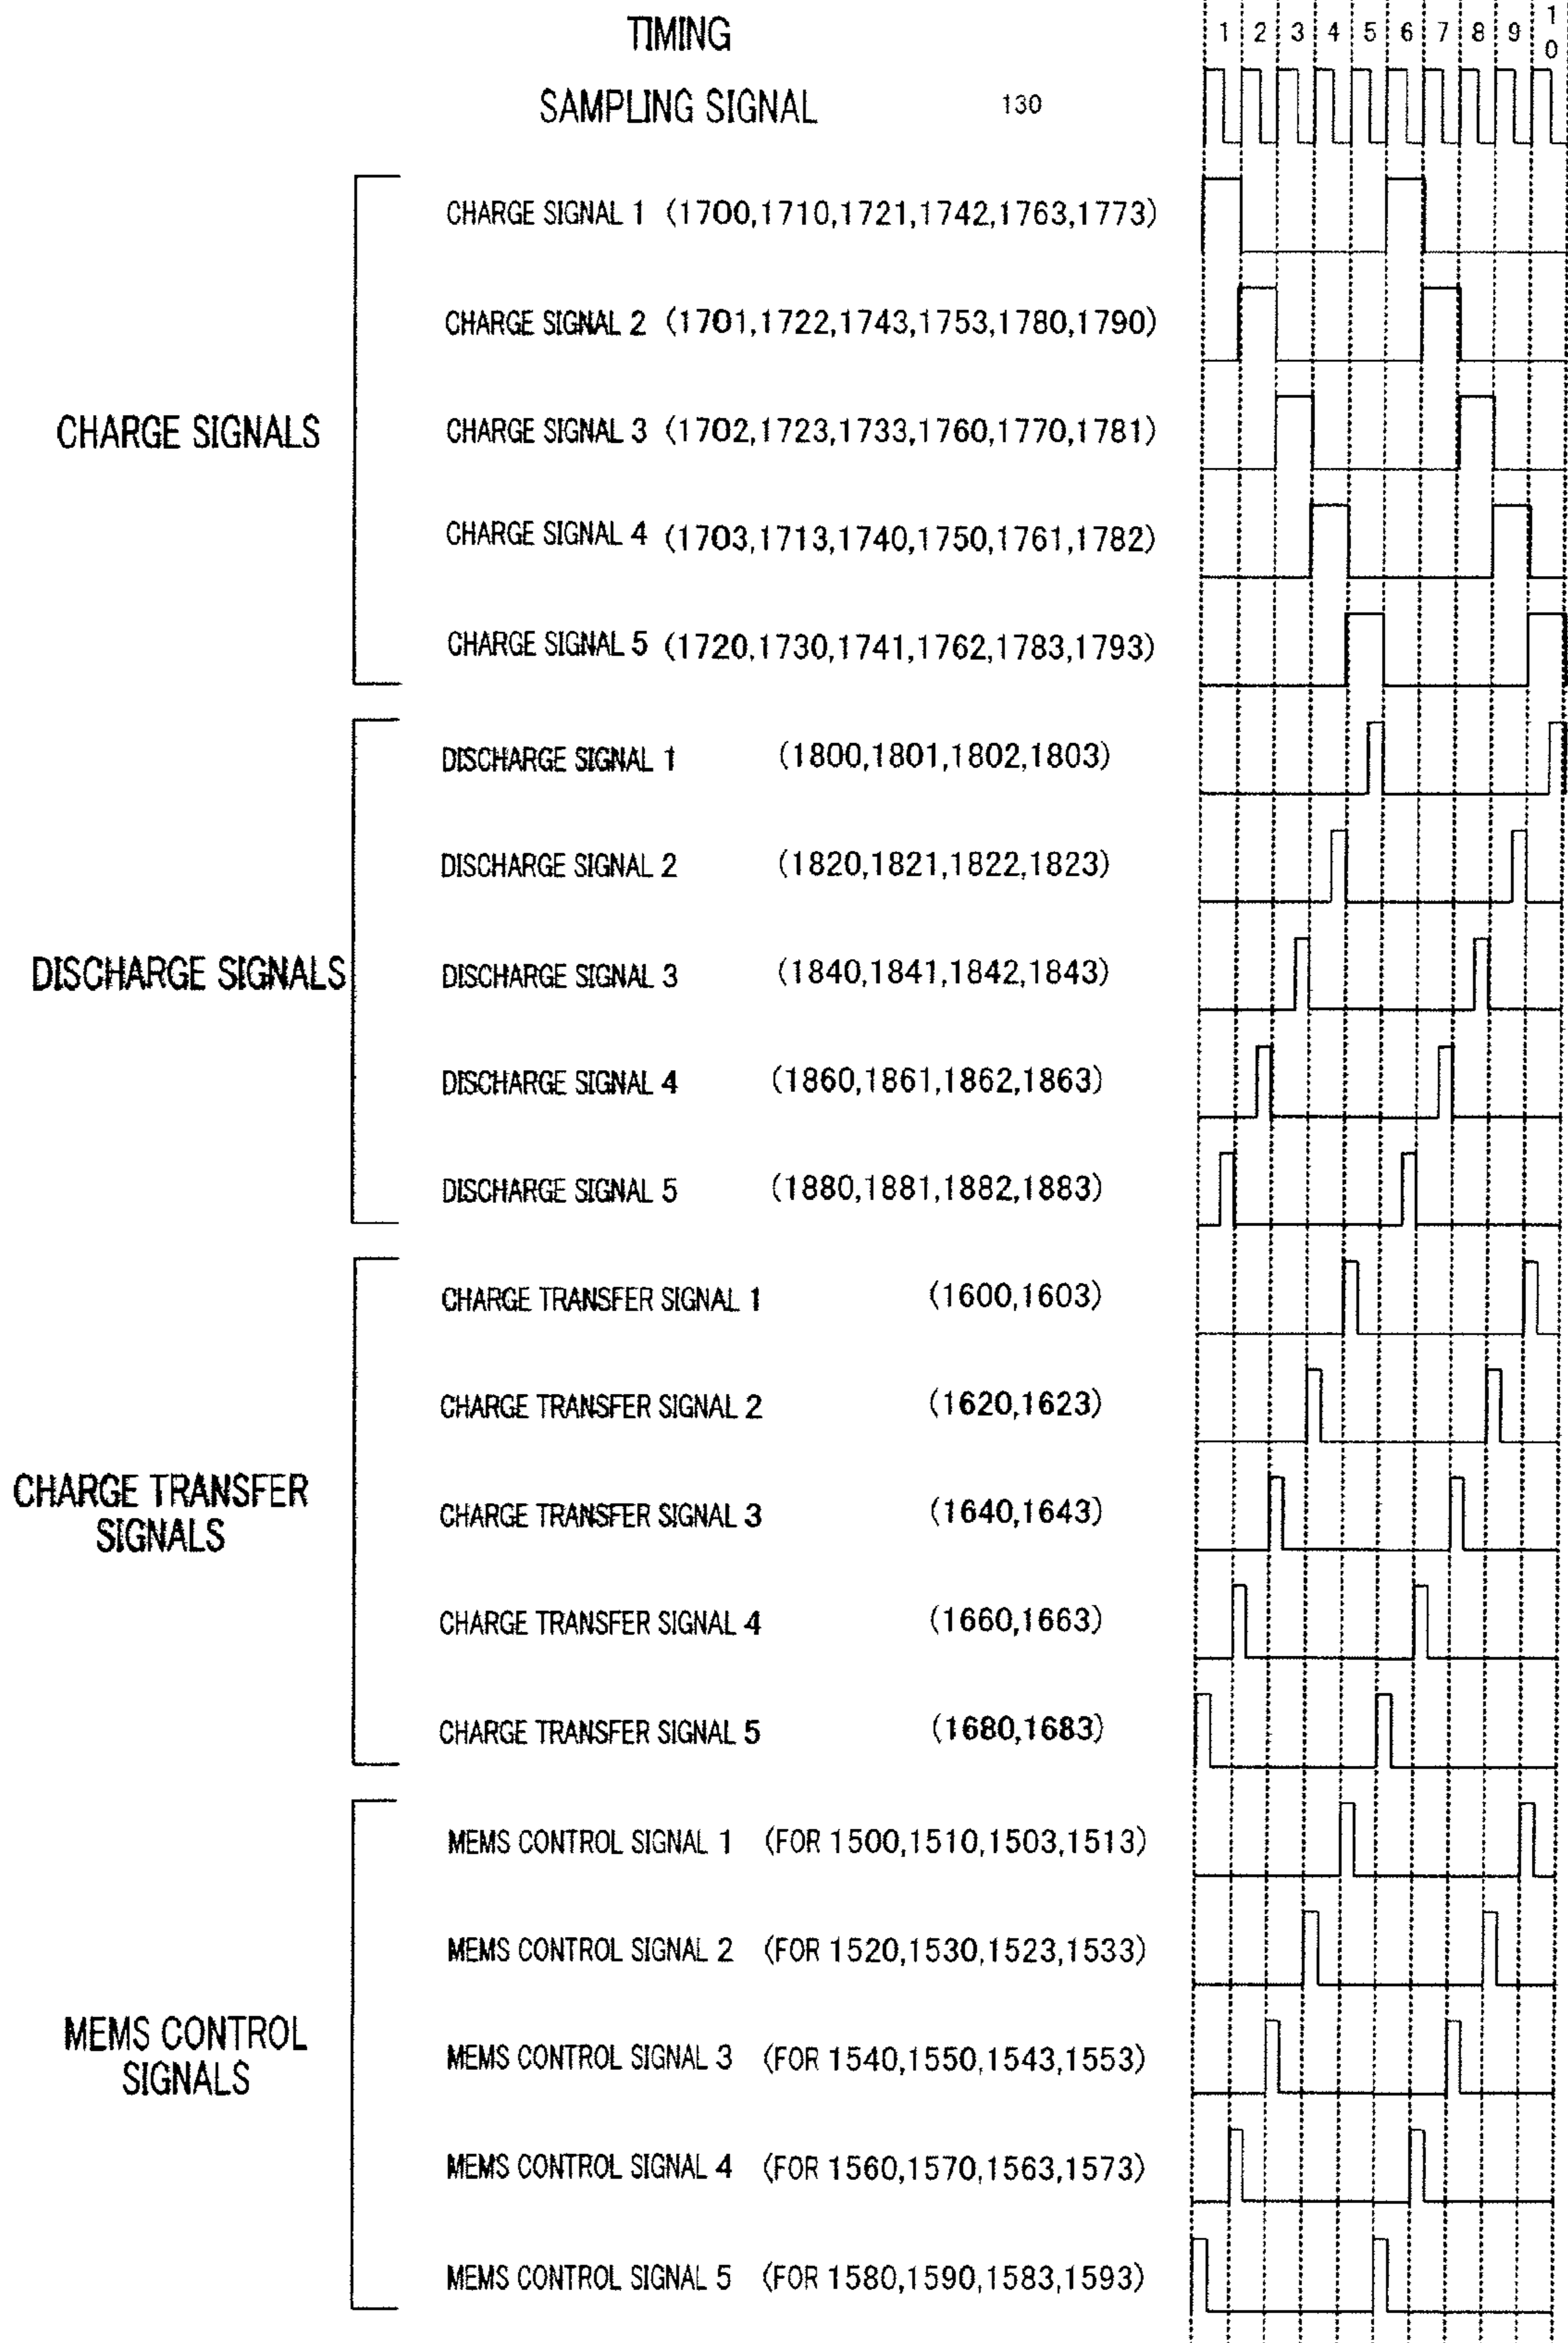 TIMING
1 2 3 4 5 6 7 8 9 10
SAMPLING SIGNAL 130
CHARGE SIGNALS
CHARGE SIGNAL 1 (1700,1710,1721,1742,1763,1773)
CHARGE SIGNAL 2 (1701,1722,1743,1753,1780,1790)
CHARGE SIGNAL 3 (1702,1723,1733,1760,1770,1781)
CHARGE SIGNAL 4 (1703,1713,1740,1750,1761,1782)
CHARGE SIGNAL 5 (1720,1730,1741,1762,1783,1793)
DISCHARGE SIGNALS
DISCHARGE SIGNAL 1 (1800,1801,1802,1803)
DISCHARGE SIGNAL 2 (1820,1821,1822,1823)
DISCHARGE SIGNAL 3 (1840,1841,1842,1843)
DISCHARGE SIGNAL 4 (1860,1861,1862,1863)
DISCHARGE SIGNAL 5 (1880,1881,1882,1883)
CHARGE TRANSFER
SIGNALS
CHARGE TRANSFER SIGNAL 1 (1600,1603)
CHARGE TRANSFER SIGNAL 2 (1620,1623)
CHARGE TRANSFER SIGNAL 3 (1640,1643)
CHARGE TRANSFER SIGNAL 4 (1660,1663)
CHARGE TRANSFER SIGNAL 5 (1680,1683)
MEMS CONTROL
SIGNALS
MEMS CONTROL SIGNAL 1 (FOR 1500,1510,1503,1513)
MEMS CONTROL SIGNAL 2 (FOR 1520,1530,1523,1533)
MEMS CONTROL SIGNAL 3 (FOR 1540,1550,1543,1553)
MEMS CONTROL SIGNAL 4 (FOR 1560,1570,1563,1573)
MEMS CONTROL SIGNAL 5 (FOR 1580,1590,1583,1593)